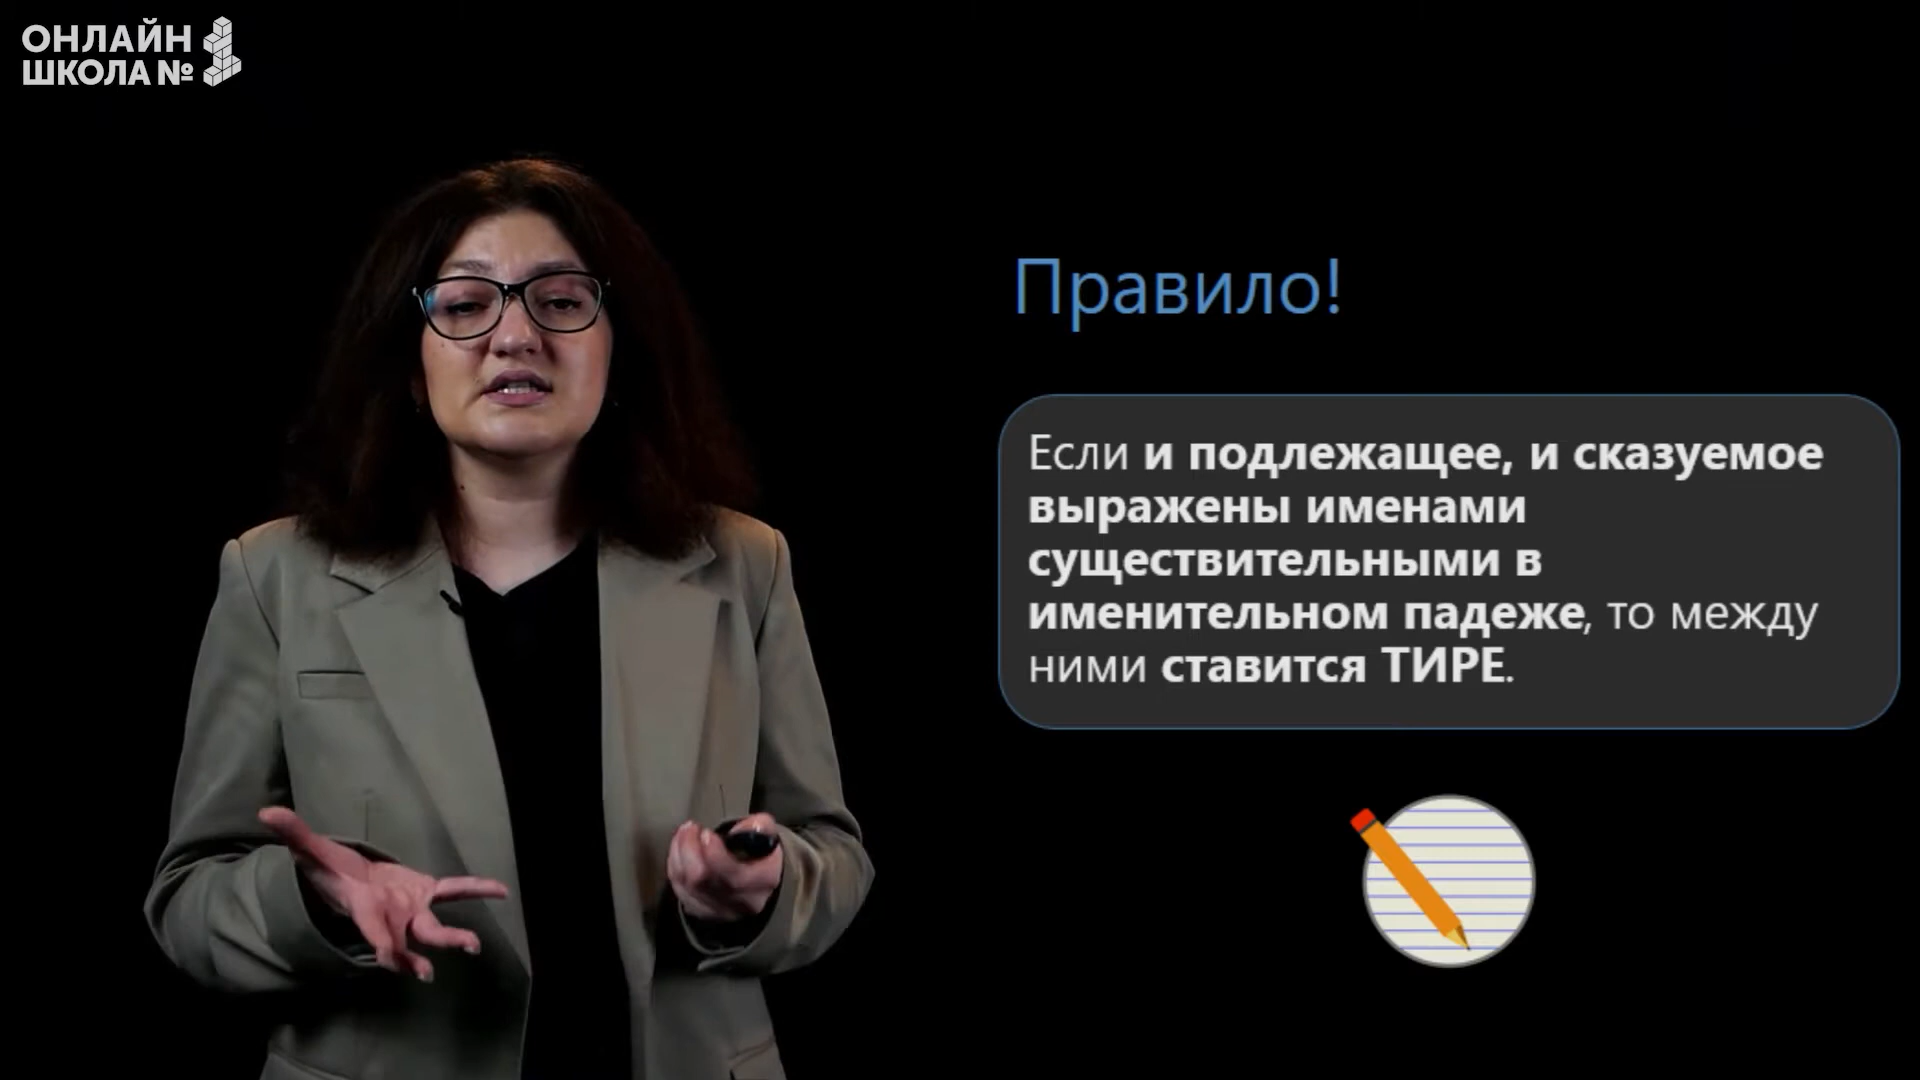 ОНЛАЙН
ШКОЛА №
Правило!
Если и подлежащее, и сказуемое
выражены именами
существительными в
именительном падеже, то между
ними ставится ТИРЕ.